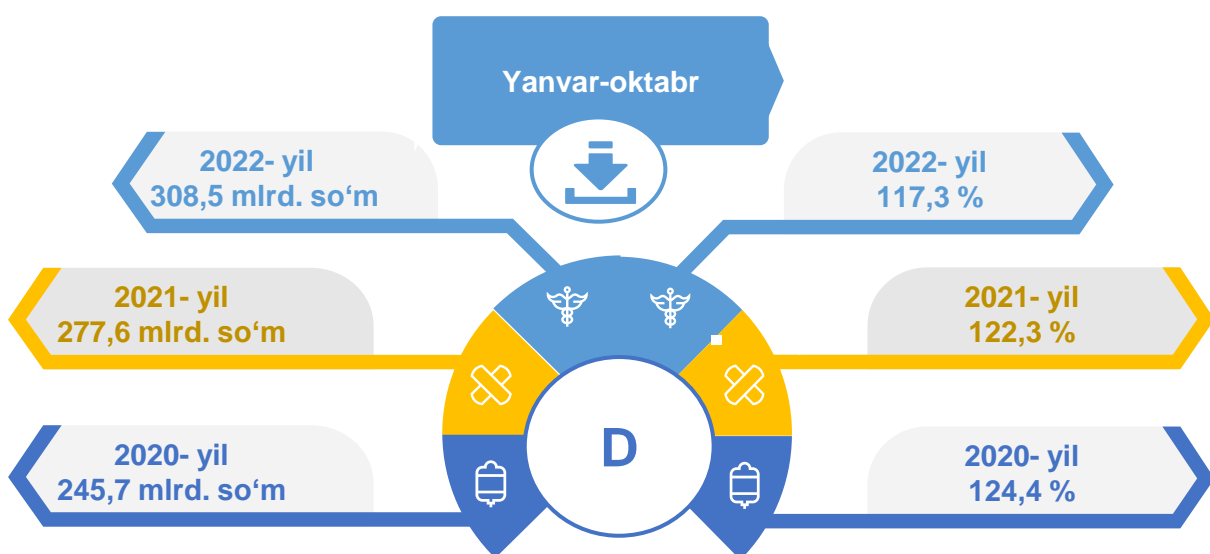 Yanvar-oktabr
2022- yil
308,5 mlrd. so‘m
2022- yil
117,3 %
2021- yil
277,6 mlrd. so‘m
2021- yil
122,3 %
2020- yil
245,7 mlrd. so‘m
2020- yil
124,4 %
D